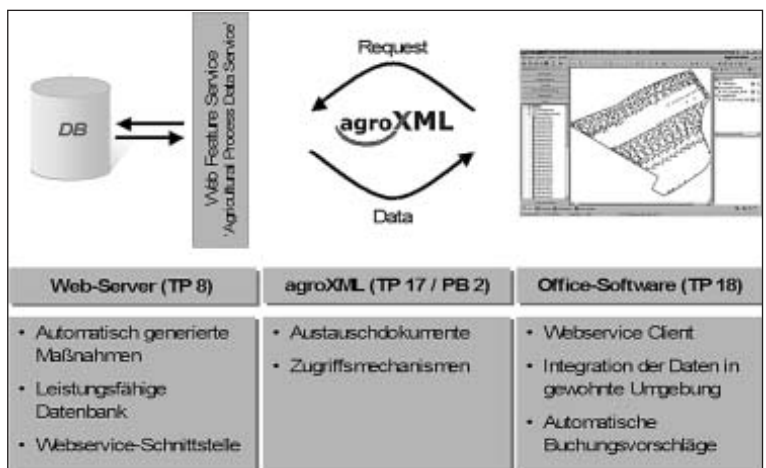 Request
DB
Web Feature Service
'Agricultural Process Data Service'
agroXML
Data
Web-Server (TP 8)
agroXML (TP 17 / PB 2)
Office-Software (TP 18)
• Automatisch generierte
Maßnahmen
• Leistungsfähige
Datenbank
• Webservice-Schnittstelle
• Austauschdokumente
• Zugriffsmechanismen
• Webservice Client
• Integration der Daten in
gewohnte Umgebung
• Automatische
Buchungsvorschläge